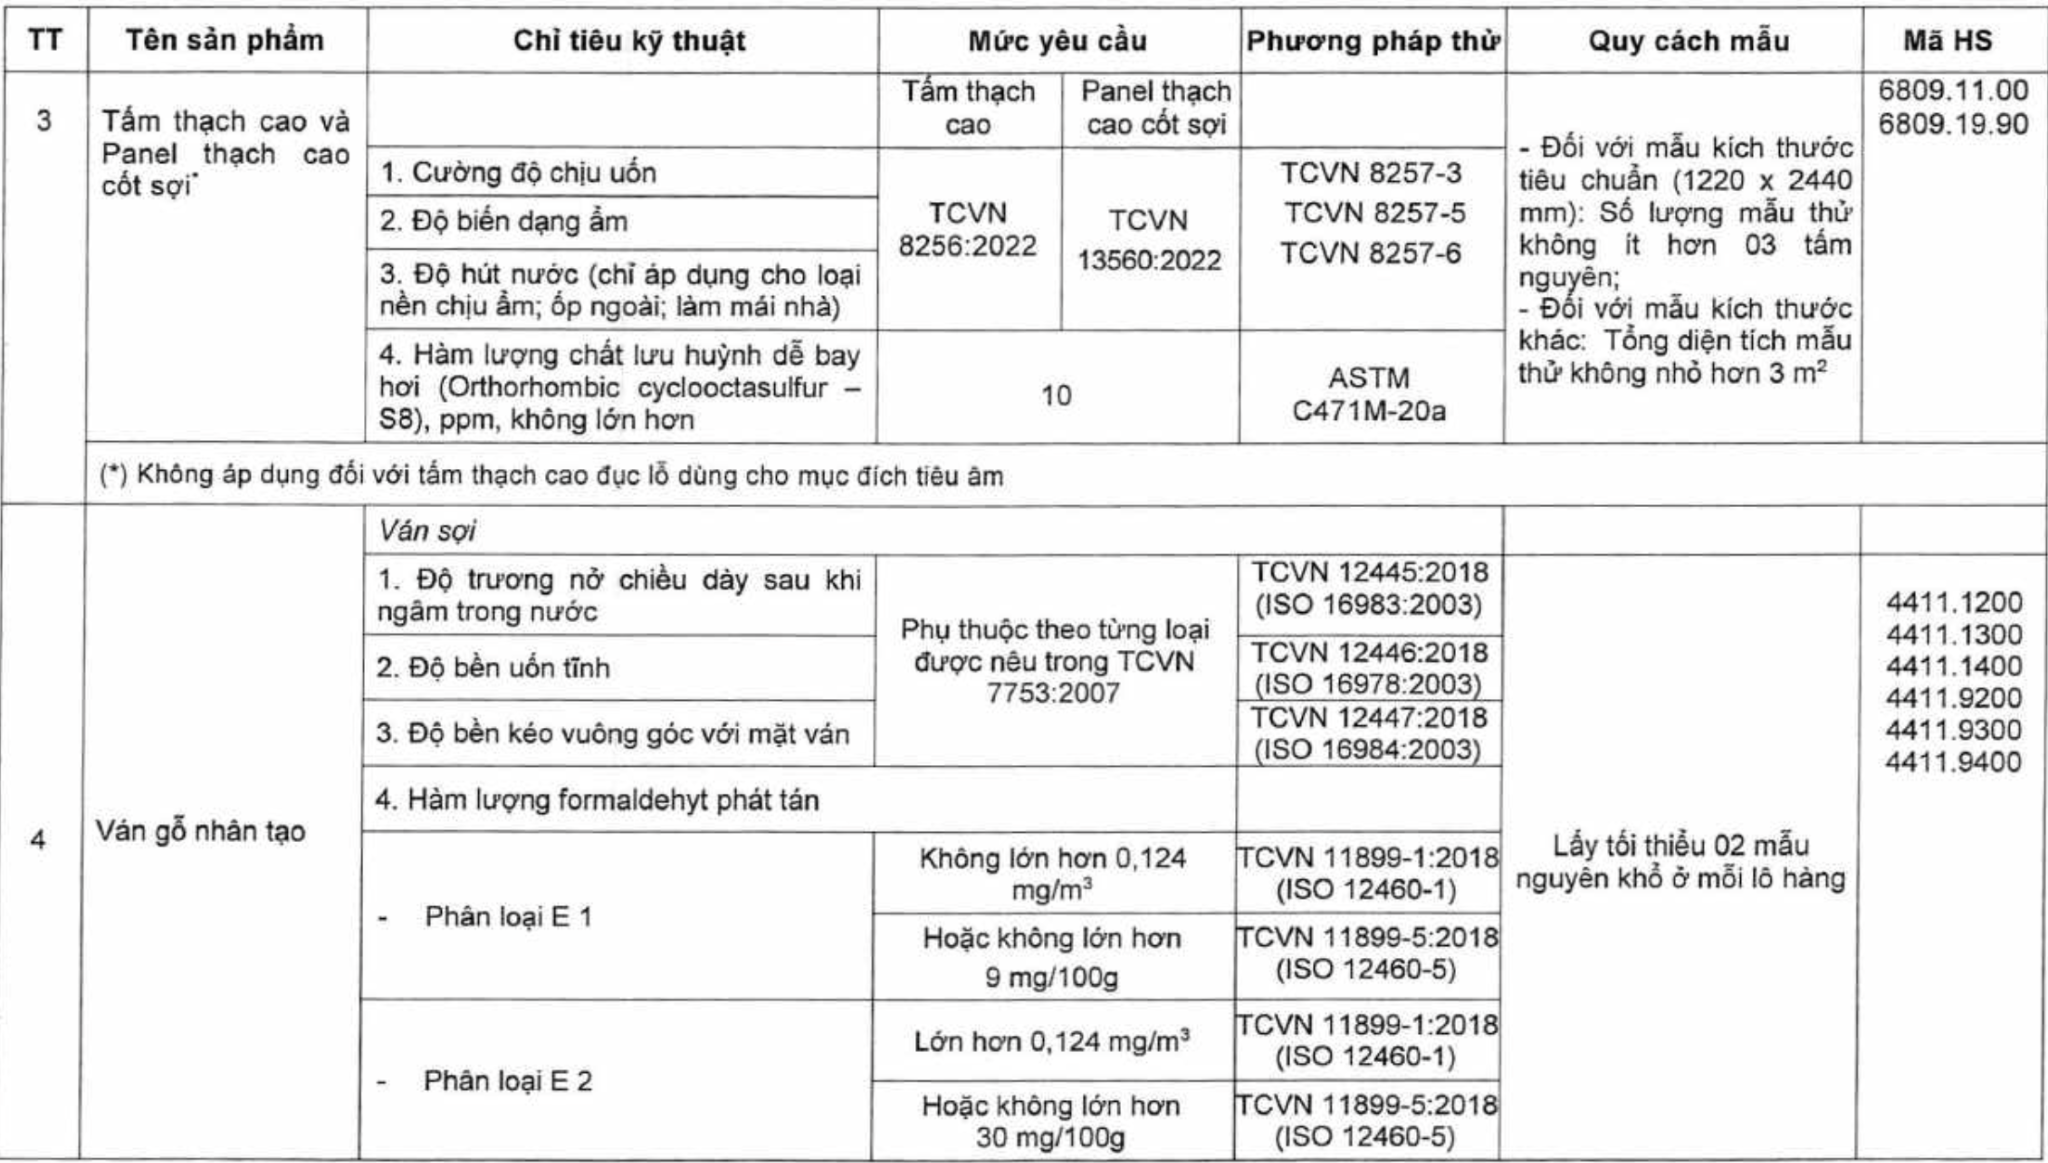 TT Tên sản phẩm Chỉ tiêu kỹ thuật Mức yêu cầu Phương pháp thử Quy cách mẫu Mã HS
3
Tấm thạch cao và
Panel thạch cao
cốt sợi*
Tấm thạch
cao
Panel thạch
cao cốt sợi
1. Cường độ chịu uốn
2. Độ biến dạng ẩm
3. Độ hút nước (chỉ áp dụng cho loại
nền chịu ẩm; ốp ngoài; làm mái nhà)
TCVN
8256:2022
TCVN
13560:2022
TCVN 8257-3
TCVN 8257-5
TCVN 8257-6
4. Hàm lượng chất lưu huỳnh dễ bay
hơi (Orthorhombic cyclooctasulfur –
S8), ppm, không lớn hơn
10
ASTM
C471M-20a
- Đối với mẫu kích thước
tiêu chuẩn (1220 x 2440
mm): Số lượng mẫu thử
không ít hơn 03 tấm
nguyên;
- Đối với mẫu kích thước
khác: Tổng diện tích mẫu
thử không nhỏ hơn 3 m²
6809.11.00
6809.19.90
(*) Không áp dụng đối với tấm thạch cao đục lỗ dùng cho mục đích tiêu âm
4
Ván gỗ nhân tạo
Ván sợi
1. Độ trương nở chiều dày sau khi
ngâm trong nước
2. Độ bền uốn tĩnh
3. Độ bền kéo vuông góc với mặt ván
Phụ thuộc theo từng loại
được nêu trong TCVN
7753:2007
TCVN 12445:2018
(ISO 16983:2003)
TCVN 12446:2018
(ISO 16978:2003)
TCVN 12447:2018
(ISO 16984:2003)
4. Hàm lượng formaldehyt phát tán
- Phân loại E 1
Không lớn hơn 0,124
mg/m³
TCVN 11899-1:2018
(ISO 12460-1)
Hoặc không lớn hơn
9 mg/100g
TCVN 11899-5:2018
(ISO 12460-5)
- Phân loại E 2
Lớn hơn 0,124 mg/m³
TCVN 11899-1:2018
(ISO 12460-1)
Hoặc không lớn hơn
30 mg/100g
TCVN 11899-5:2018
(ISO 12460-5)
Lấy tối thiểu 02 mẫu
nguyên khổ ở mỗi lô hàng
4411.1200
4411.1300
4411.1400
4411.9200
4411.9300
4411.9400